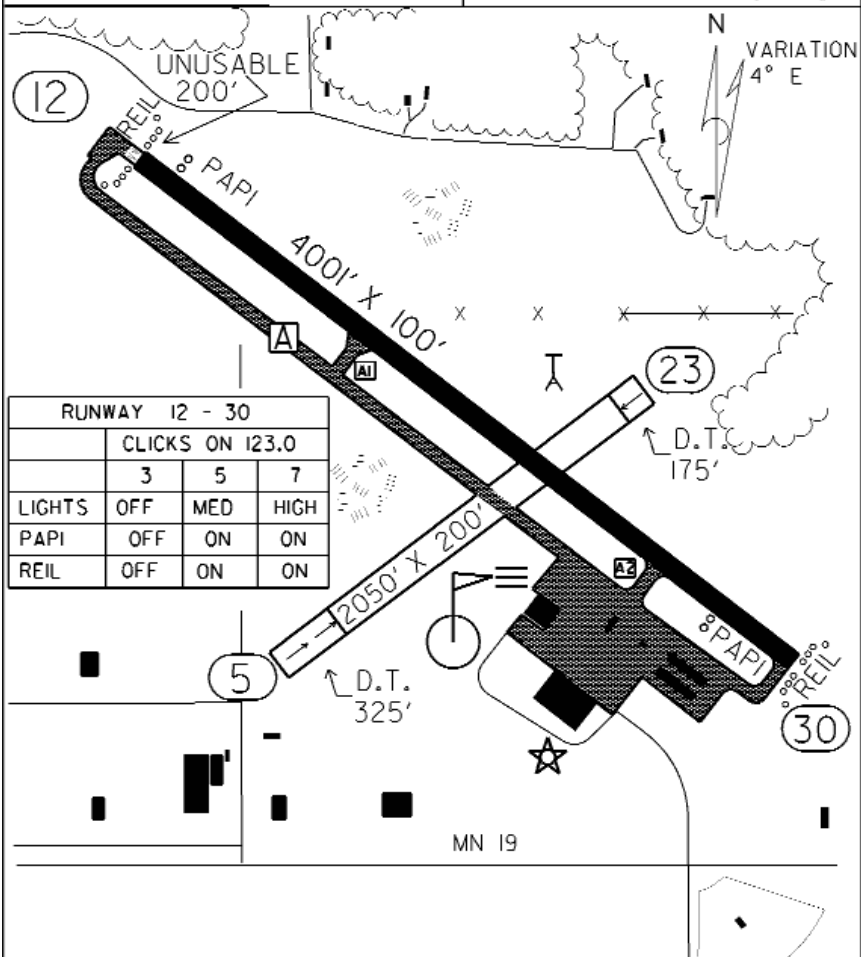 N
VARIATION
4° E
UNUSABLE
200'
12
REIL
PAPI
4001' X 100'
A
A1
23
D.T.
175'
RUNWAY 12 - 30
CLICKS ON 123.0
3 5 7
LIGHTS OFF MED HIGH
PAPI OFF ON ON
REIL OFF ON ON
2050' X 200'
A2
PAPI
REIL
5
D.T.
325'
30
MN 19